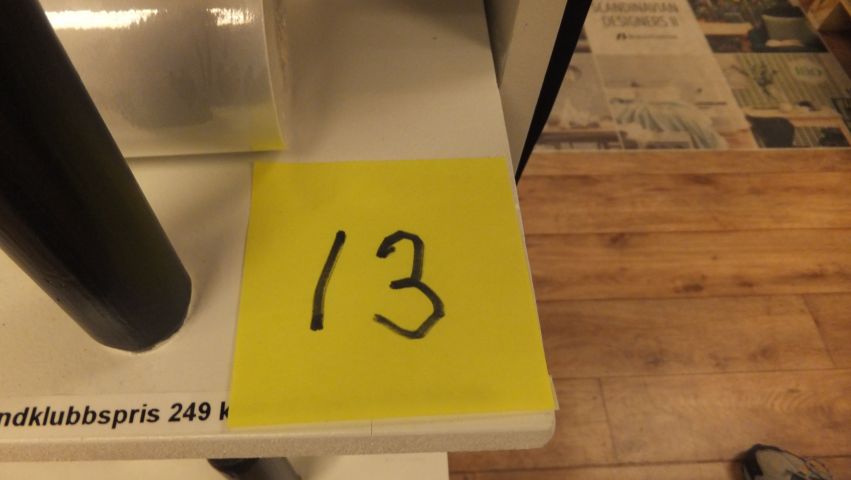 SCANDINAVIAN
DESIGNERS II
13
ndklubbspris 249 k